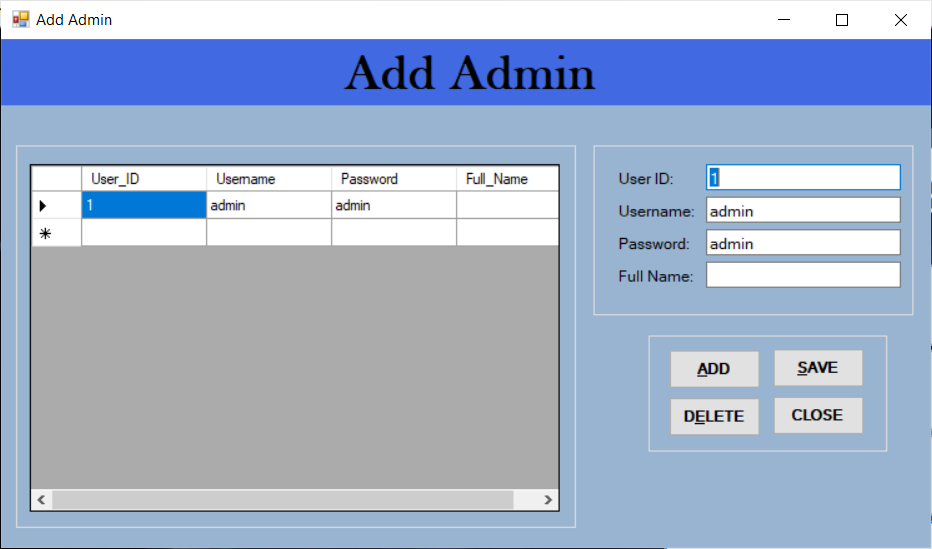 Add Admin
Add Admin
User_ID Username Password Full_Name
1 admin admin
User ID: 1
Username: admin
Password: admin
Full Name:
ADD SAVE
DELETE CLOSE